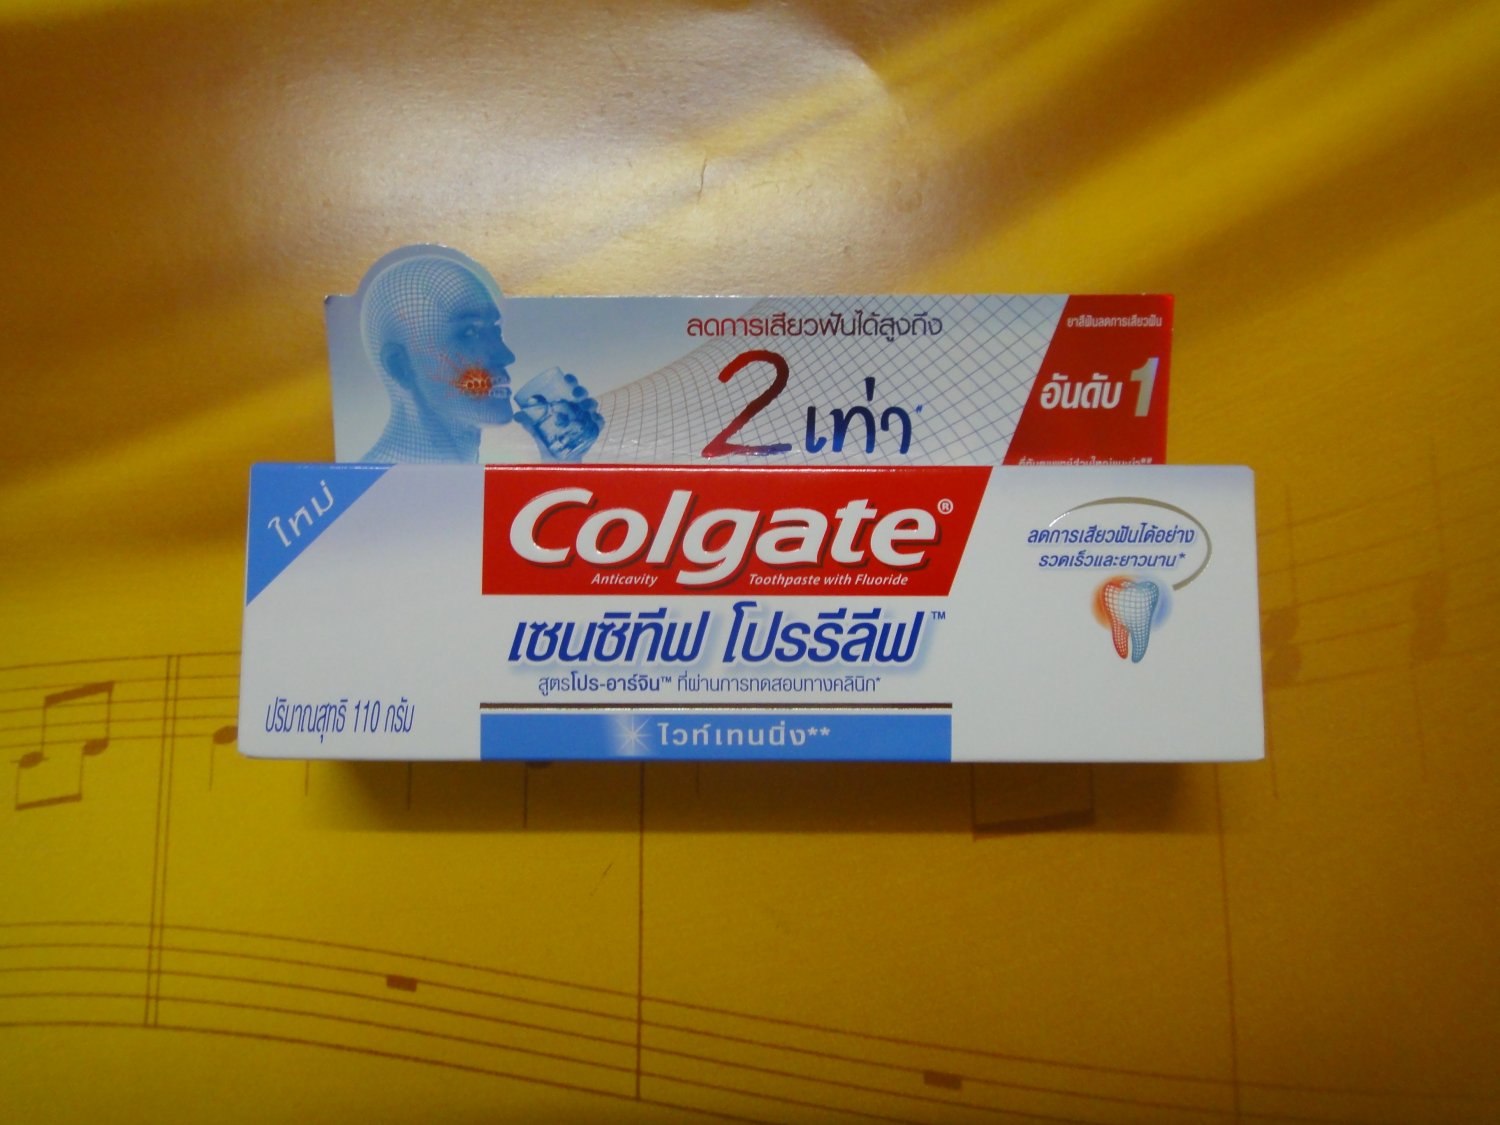 ลดการเสียวฟันได้สูงถึง
2 เท่า#
ยาสีฟันลดการเสียวฟัน
อันดับ 1
ใหม่
Colgate®
Anticavity Toothpaste with Fluoride
เซนซิทีฟ โปรรีลีฟ™
สูตรโปร-อาร์จิน™ ที่ผ่านการทดสอบทางคลินิก*
ไวท์เทนนิ่ง**
ปริมาณสุทธิ 110 กรัม
ลดการเสียวฟันได้อย่าง
รวดเร็วและยาวนาน*